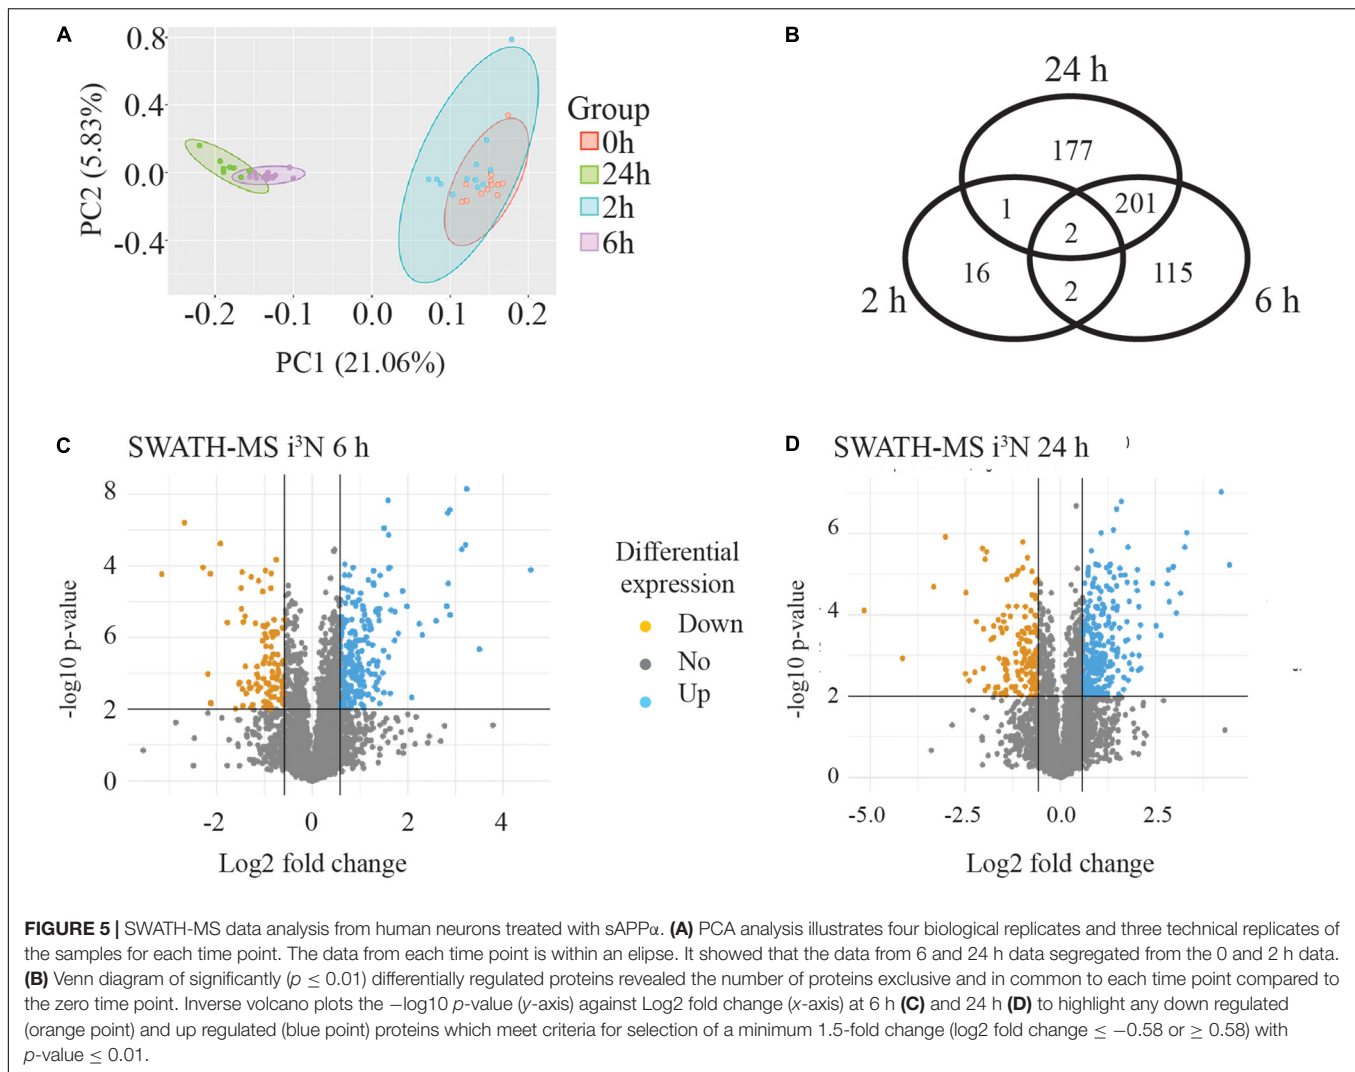 A
0.8
0.4
0.0
-0.4
PC2 (5.83%)
-0.2 -0.1 0.0 0.1 0.2
PC1 (21.06%)
Group
0h
24h
2h
6h
B
24 h
177
1
201
2
16
2
115
2 h
6 h
C
SWATH-MS i³N 6 h
8
4
6
2
0
-log10 p-value
-2 0 2 4
Log2 fold change
Differential
expression
Down
No
Up
D
SWATH-MS i³N 24 h
6
4
2
0
-log10 p-value
-5.0 -2.5 0.0 2.5
Log2 fold change
FIGURE 5 | SWATH-MS data analysis from human neurons treated with sAPPα. (A) PCA analysis illustrates four biological replicates and three technical replicates of
the samples for each time point. The data from each time point is within an elipse. It showed that the data from 6 and 24 h data segregated from the 0 and 2 h data.
(B) Venn diagram of significantly (p ≤ 0.01) differentially regulated proteins revealed the number of proteins exclusive and in common to each time point compared to
the zero time point. Inverse volcano plots the −log10 p-value (y-axis) against Log2 fold change (x-axis) at 6 h (C) and 24 h (D) to highlight any down regulated
(orange point) and up regulated (blue point) proteins which meet criteria for selection of a minimum 1.5-fold change (log2 fold change ≤ −0.58 or ≥ 0.58) with
p-value ≤ 0.01.